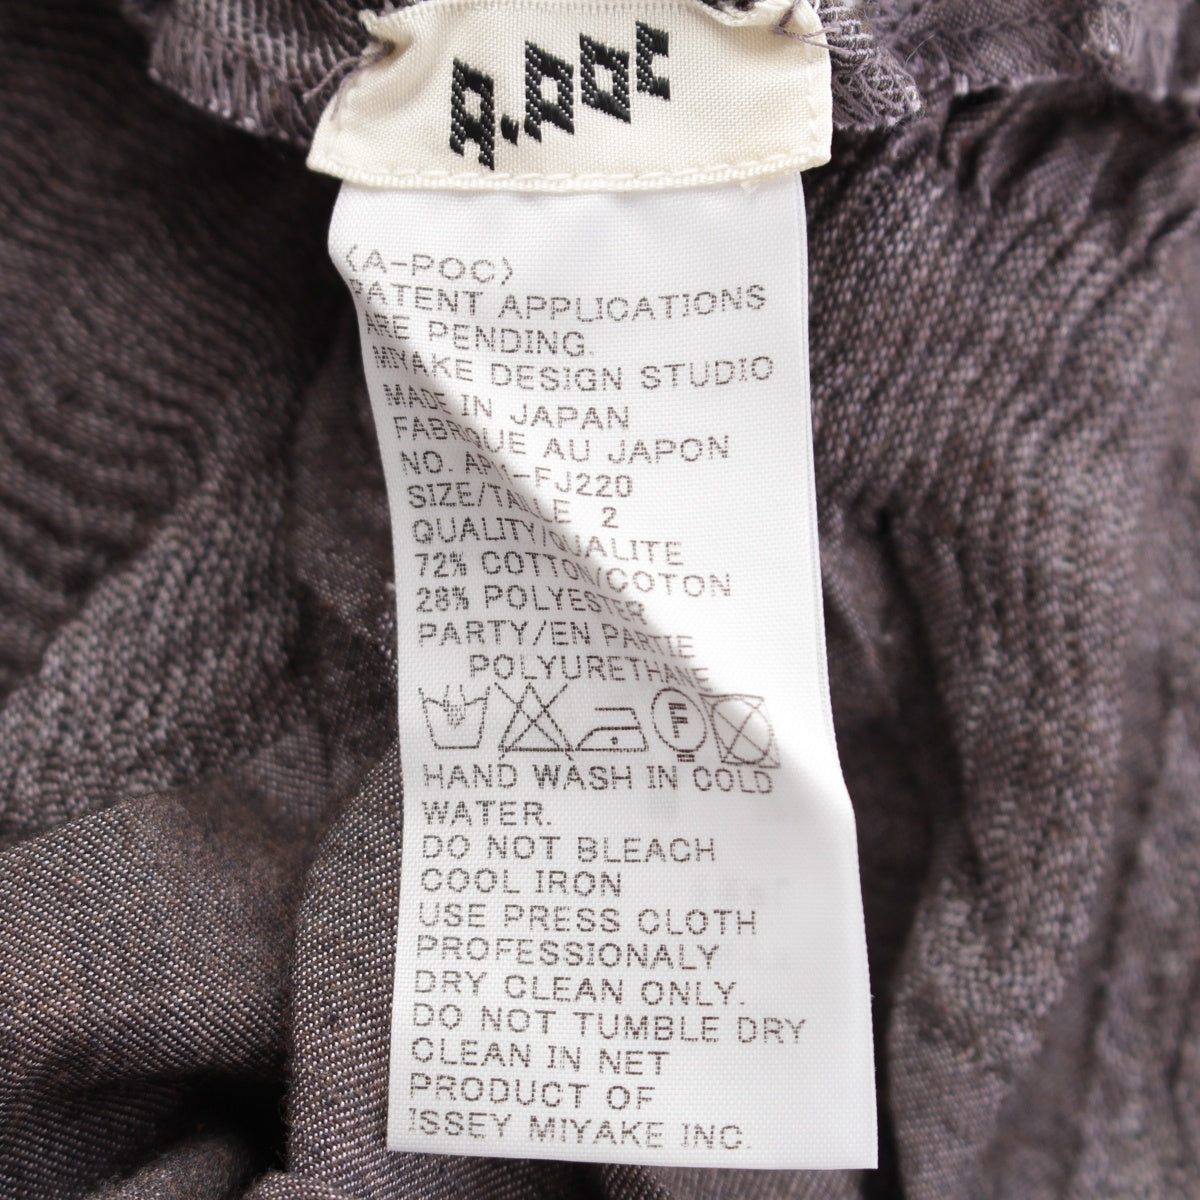 A.POC
〈A-POC〉
PATENT APPLICATIONS
ARE PENDING.
MIYAKE DESIGN STUDIO
MADE IN JAPAN
FABRIQUE AU JAPON
NO. AP11-FJ220
SIZE/TAILLE 2
QUALITY/QUALITE
72% COTTON/COTON
28% POLYESTER
PARTY/EN PARTIE
POLYURETHANE
F
HAND WASH IN COLD
WATER.
DO NOT BLEACH
COOL IRON
USE PRESS CLOTH
PROFESSIONALY
DRY CLEAN ONLY.
DO NOT TUMBLE DRY
CLEAN IN NET
PRODUCT OF
ISSEY MIYAKE INC.